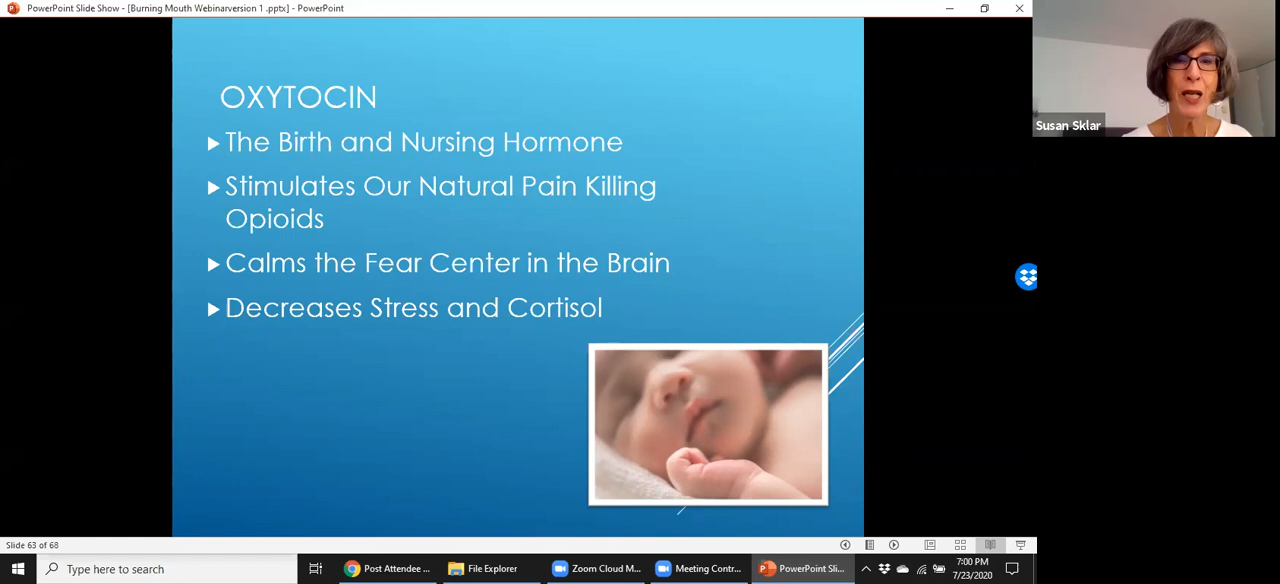 PowerPoint Slide Show - [Burning Mouth Webinarversion 1 .pptx] - PowerPoint
OXYTOCIN
The Birth and Nursing Hormone
Stimulates Our Natural Pain Killing
Opioids
Calms the Fear Center in the Brain
Decreases Stress and Cortisol
Susan Sklar
Slide 63 of 68
Type here to search
Post Attendee ...
File Explorer
Zoom Cloud M...
Meeting Contr...
PowerPoint Sli...
7:00 PM
7/23/2020